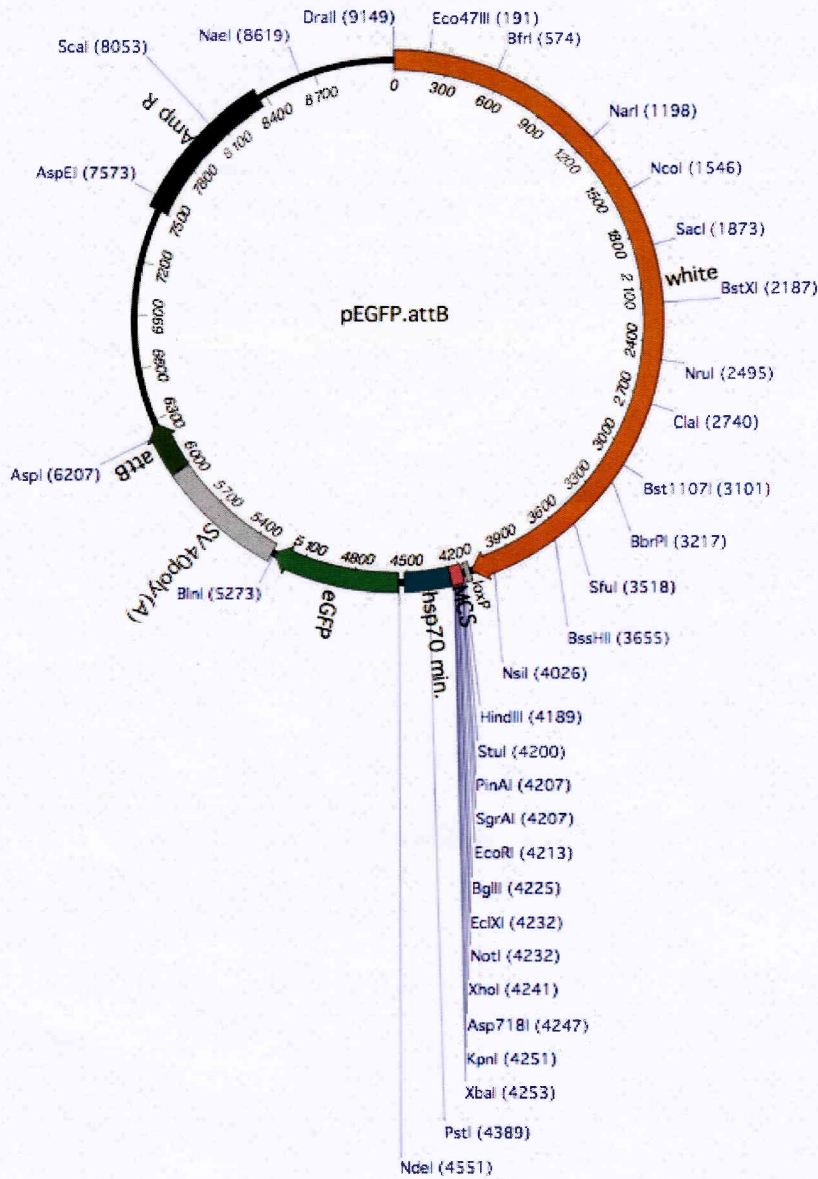 DraII (9149)
Eco47III (191)
BfrI (574)
NaeI (8619)
ScaI (8053)
NarI (1198)
NcoI (1546)
SacI (1873)
white
BstXI (2187)
NruI (2495)
ClaI (2740)
Bst1107I (3101)
BbrPI (3217)
SfuI (3518)
BssHII (3655)
NsiI (4026)
loxP
MCS
HindIII (4189)
StuI (4200)
PinAI (4207)
SgrAI (4207)
EcoRI (4213)
BglII (4225)
EclXI (4232)
NotI (4232)
XhoI (4241)
Asp718I (4247)
KpnI (4251)
XbaI (4253)
PstI (4389)
NdeI (4551)
hsp70 min.
eGFP
BlnI (5273)
SV40poly(A)
attB
AspI (6207)
AspEI (7573)
Amp R
pEGFP.attB
0
300
600
900
1200
1500
1800
2100
2400
2700
3000
3300
3600
3900
4200
4500
4800
5100
5400
5700
6000
6300
6600
6900
7200
7500
7800
8100
8400
8700